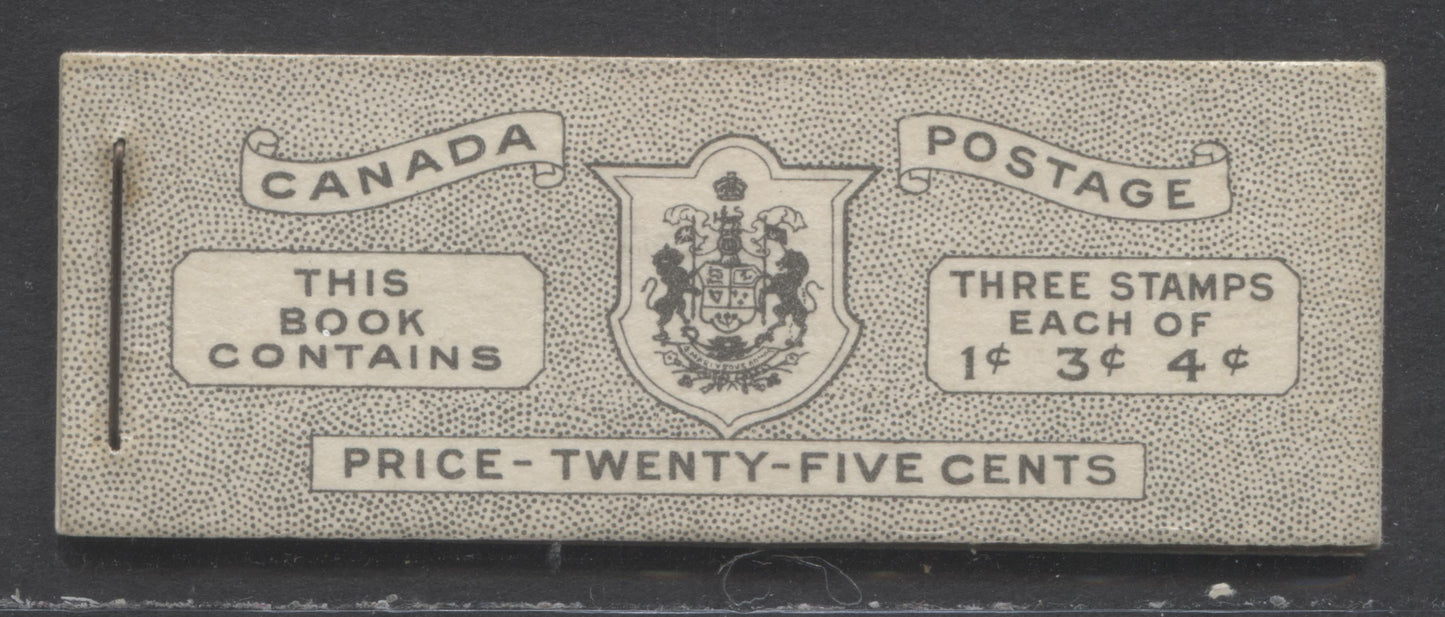 CANADA
POSTAGE
THIS
BOOK
CONTAINS
THREE STAMPS
EACH OF
1¢ 3¢ 4¢
PRICE - TWENTY-FIVE CENTS